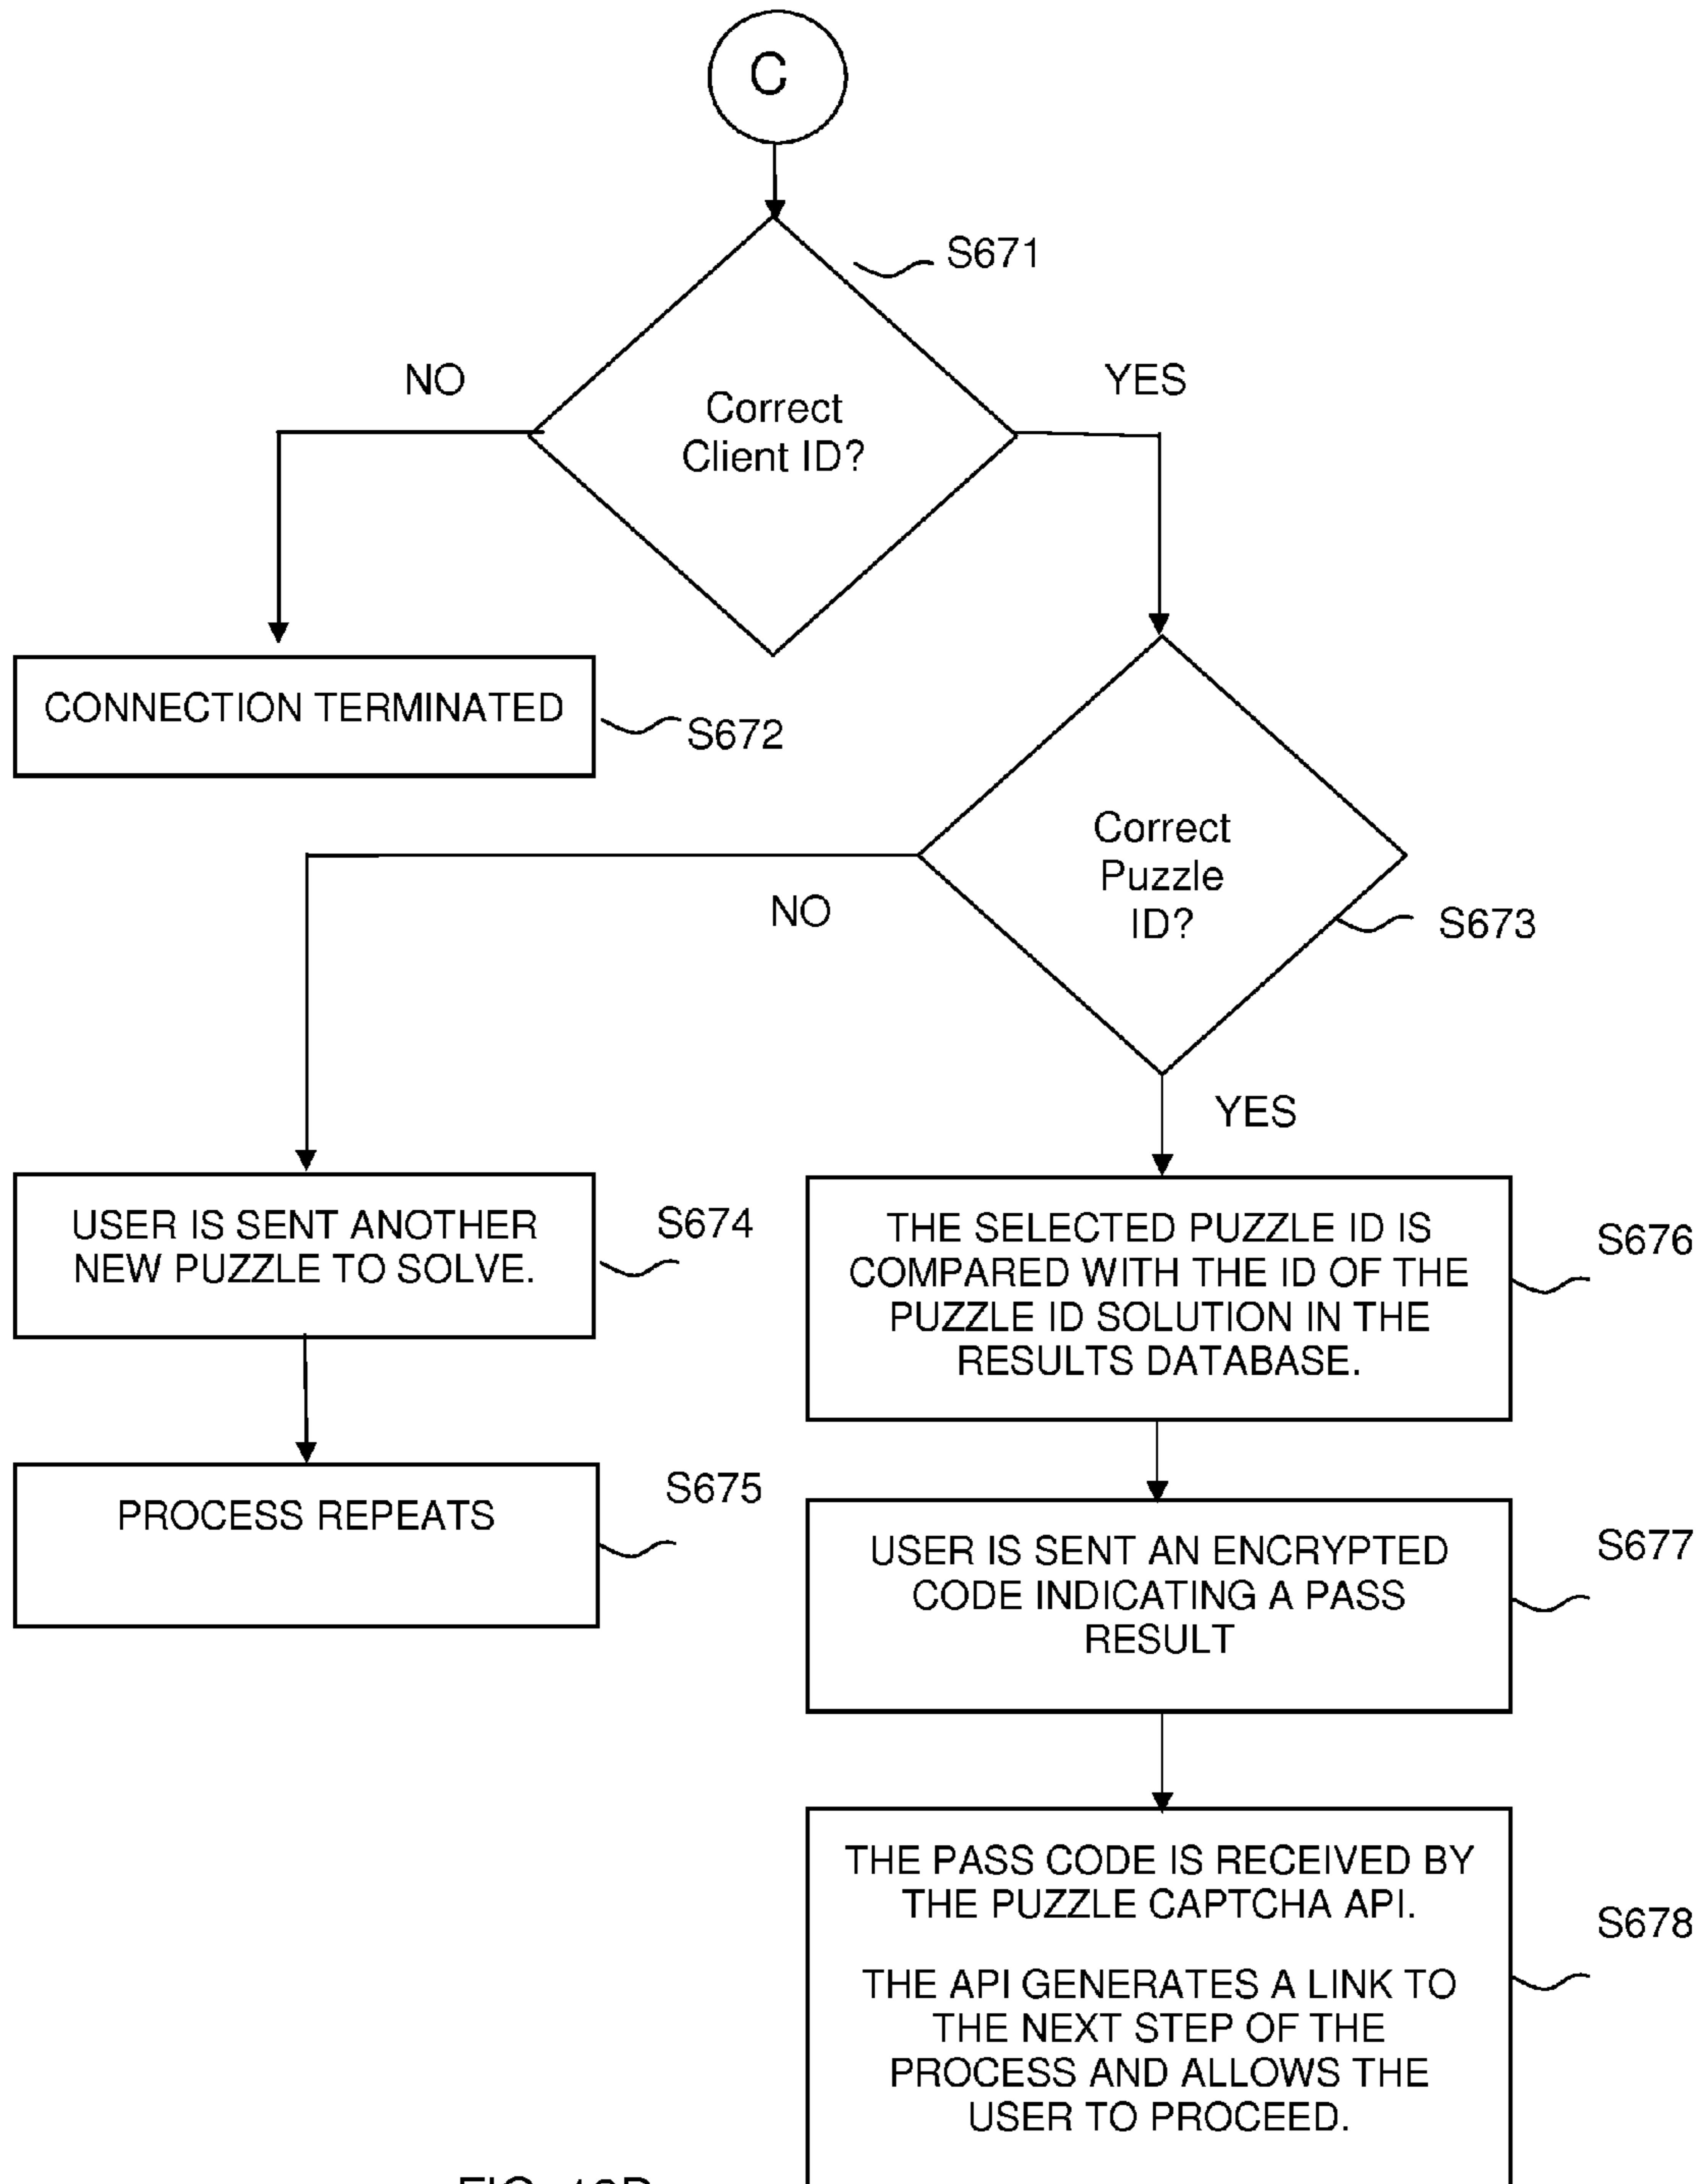 C
S671
NO
YES
Correct
Client ID?
CONNECTION TERMINATED
S672
Correct
Puzzle
ID?
NO
S673
YES
USER IS SENT ANOTHER
NEW PUZZLE TO SOLVE.
S674
THE SELECTED PUZZLE ID IS
COMPARED WITH THE ID OF THE
PUZZLE ID SOLUTION IN THE
RESULTS DATABASE.
S676
PROCESS REPEATS
S675
USER IS SENT AN ENCRYPTED
CODE INDICATING A PASS
RESULT
S677
THE PASS CODE IS RECEIVED BY
THE PUZZLE CAPTCHA API.
THE API GENERATES A LINK TO
THE NEXT STEP OF THE
PROCESS AND ALLOWS THE
USER TO PROCEED.
S678
FIG.